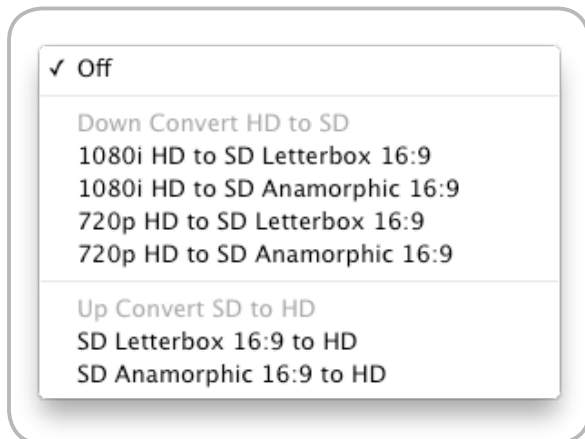 ✓ Off
Down Convert HD to SD
1080i HD to SD Letterbox 16:9
1080i HD to SD Anamorphic 16:9
720p HD to SD Letterbox 16:9
720p HD to SD Anamorphic 16:9
Up Convert SD to HD
SD Letterbox 16:9 to HD
SD Anamorphic 16:9 to HD